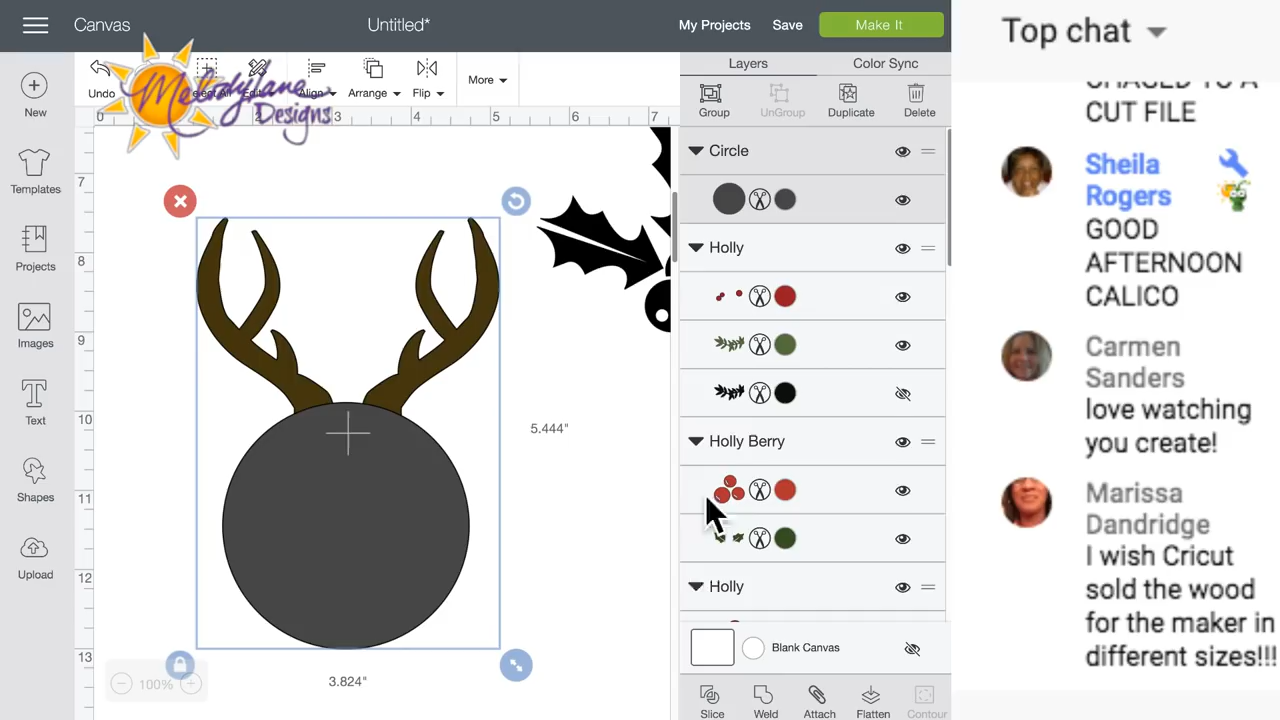 Canvas
Untitled*
My Projects
Save
Make It
Undo
Align
Arrange
Flip
More
Melodylane
Designs
New
Templates
Projects
Images
Text
Shapes
Upload
0 2 3 4 5 6 7
7
8
9
10
11
12
13
5.444"
3.824"
100%
Layers
Color Sync
Group
UnGroup
Duplicate
Delete
Circle
Holly
Holly Berry
Holly
Blank Canvas
Slice
Weld
Attach
Flatten
Contour
Top chat
CUT FILE
Sheila
Rogers
GOOD
AFTERNOON
CALICO
Carmen
Sanders
love watching
you create!
Marissa
Dandridge
I wish Cricut
sold the wood
for the maker in
different sizes!!!